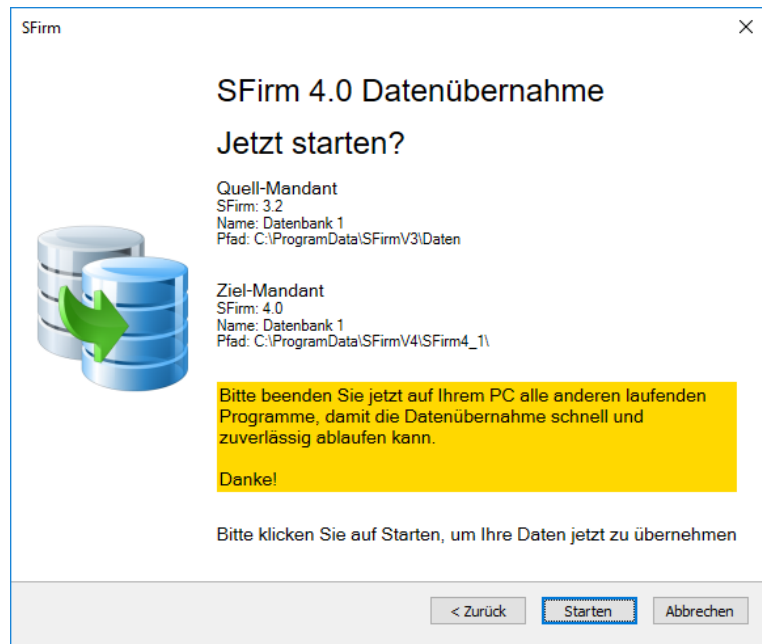 SFirm
SFirm 4.0 Datenübernahme
Jetzt starten?
Quell-Mandant
SFirm: 3.2
Name: Datenbank 1
Pfad: C:\ProgramData\SFirmV3\Daten
Ziel-Mandant
SFirm: 4.0
Name: Datenbank 1
Pfad: C:\ProgramData\SFirmV4\SFirm4_1\
Bitte beenden Sie jetzt auf Ihrem PC alle anderen laufenden
Programme, damit die Datenübernahme schnell und
zuverlässig ablaufen kann.
Danke!
Bitte klicken Sie auf Starten, um Ihre Daten jetzt zu übernehmen
< Zurück Starten Abbrechen